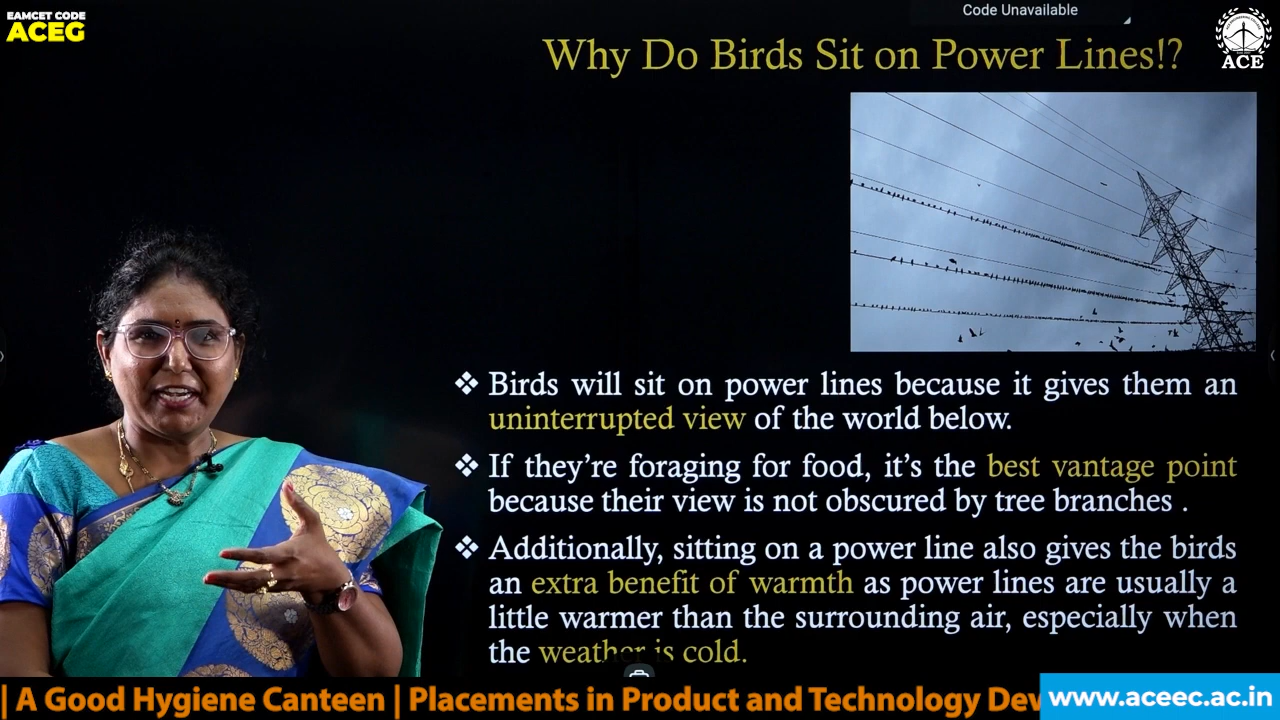 EAMCET CODE
ACEG
Code Unavailable
Why Do Birds Sit on Power Lines!?
ACE
❖ Birds will sit on power lines because it gives them an
uninterrupted view of the world below.
❖ If they're foraging for food, it's the best vantage point
because their view is not obscured by tree branches .
❖ Additionally, sitting on a power line also gives the birds
an extra benefit of warmth as power lines are usually a
little warmer than the surrounding air, especially when
the weather is cold.
| A Good Hygiene Canteen | Placements in Product and Technology Dev
www.aceec.ac.in